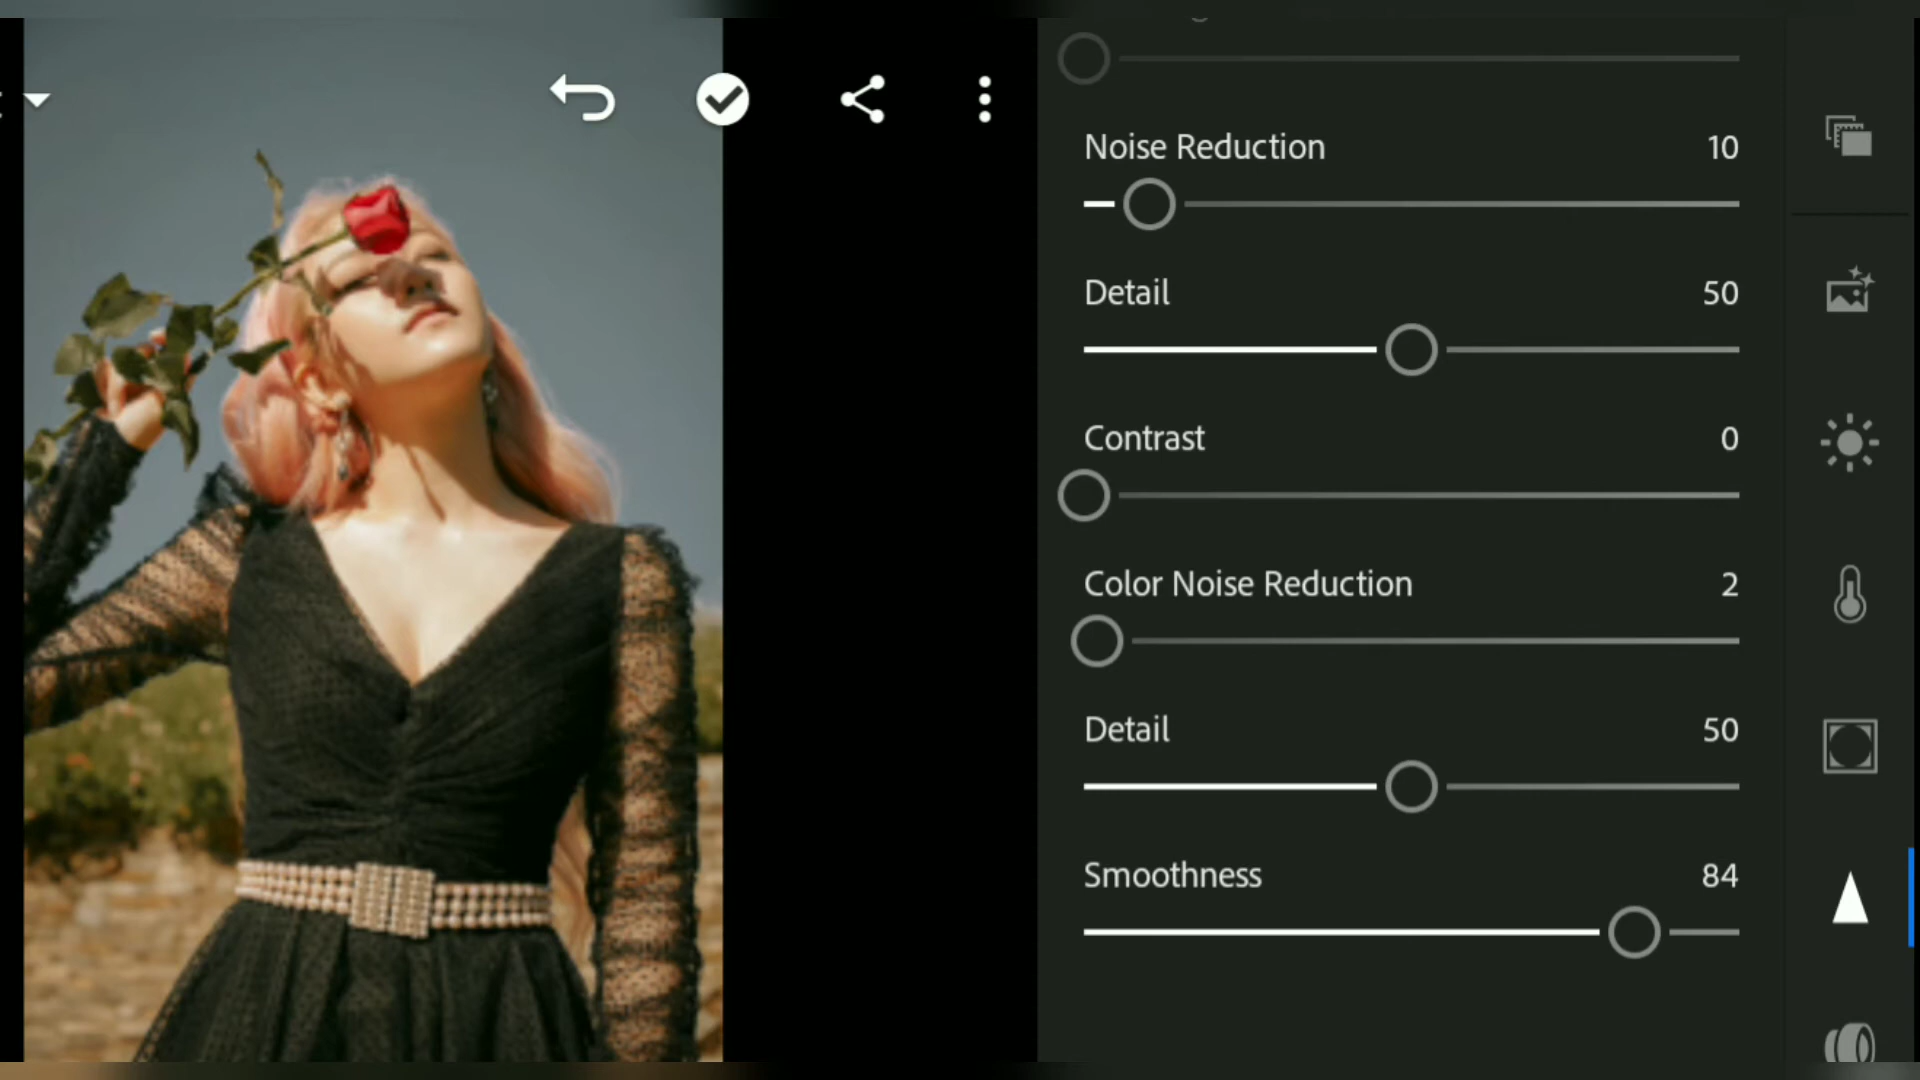 Noise Reduction 10
Detail 50
Contrast 0
Color Noise Reduction 2
Detail 50
Smoothness 84